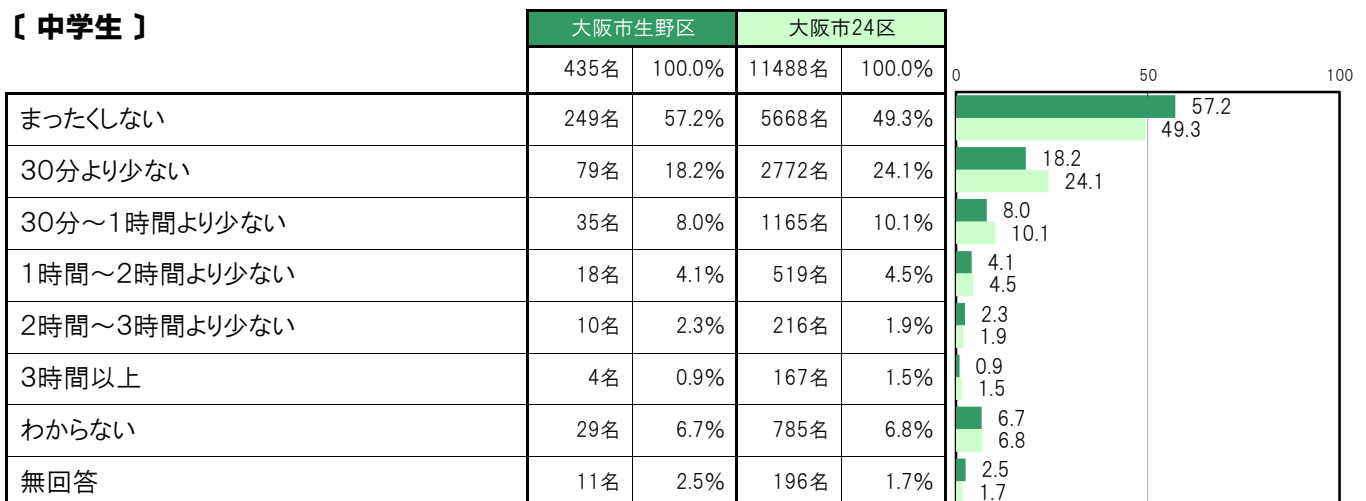 〔 中学生 〕
大阪市生野区 大阪市24区
435名 100.0% 11488名 100.0%
0 50 100
まったくしない 249名 57.2% 5668名 49.3%
57.2
49.3
30分より少ない 79名 18.2% 2772名 24.1%
18.2
24.1
30分～1時間より少ない 35名 8.0% 1165名 10.1%
8.0
10.1
1時間～2時間より少ない 18名 4.1% 519名 4.5%
4.1
4.5
2時間～3時間より少ない 10名 2.3% 216名 1.9%
2.3
1.9
3時間以上 4名 0.9% 167名 1.5%
0.9
1.5
わからない 29名 6.7% 785名 6.8%
6.7
6.8
無回答 11名 2.5% 196名 1.7%
2.5
1.7